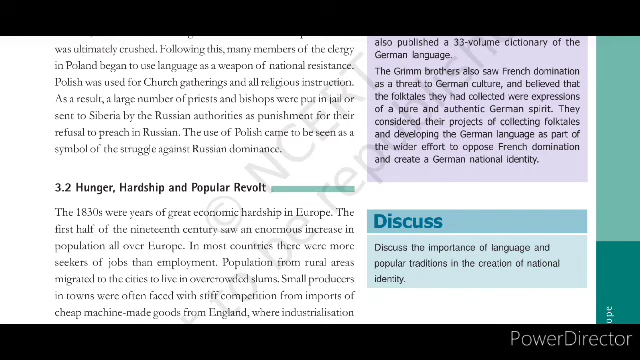 was ultimately crushed. Following this, many members of the clergy
in Poland began to use language as a weapon of national resistance.
Polish was used for Church gatherings and all religious instruction.
As a result, a large number of priests and bishops were put in jail or
sent to Siberia by the Russian authorities as punishment for their
refusal to preach in Russian. The use of Polish came to be seen as a
symbol of the struggle against Russian dominance.
3.2 Hunger, Hardship and Popular Revolt
The 1830s were years of great economic hardship in Europe. The
first half of the nineteenth century saw an enormous increase in
population all over Europe. In most countries there were more
seekers of jobs than employment. Population from rural areas
migrated to the cities to live in overcrowded slums. Small producers
in towns were often faced with stiff competition from imports of
cheap machine-made goods from England, where industrialisation
also published a 33-volume dictionary of the
German language.
The Grimm brothers also saw French domination
as a threat to German culture, and believed that
the folktales they had collected were expressions
of a pure and authentic German spirit. They
considered their projects of collecting folktales
and developing the German language as part of
the wider effort to oppose French domination
and create a German national identity.
Discuss
Discuss the importance of language and
popular traditions in the creation of national
identity.
© NCERT
to be
PowerDirector